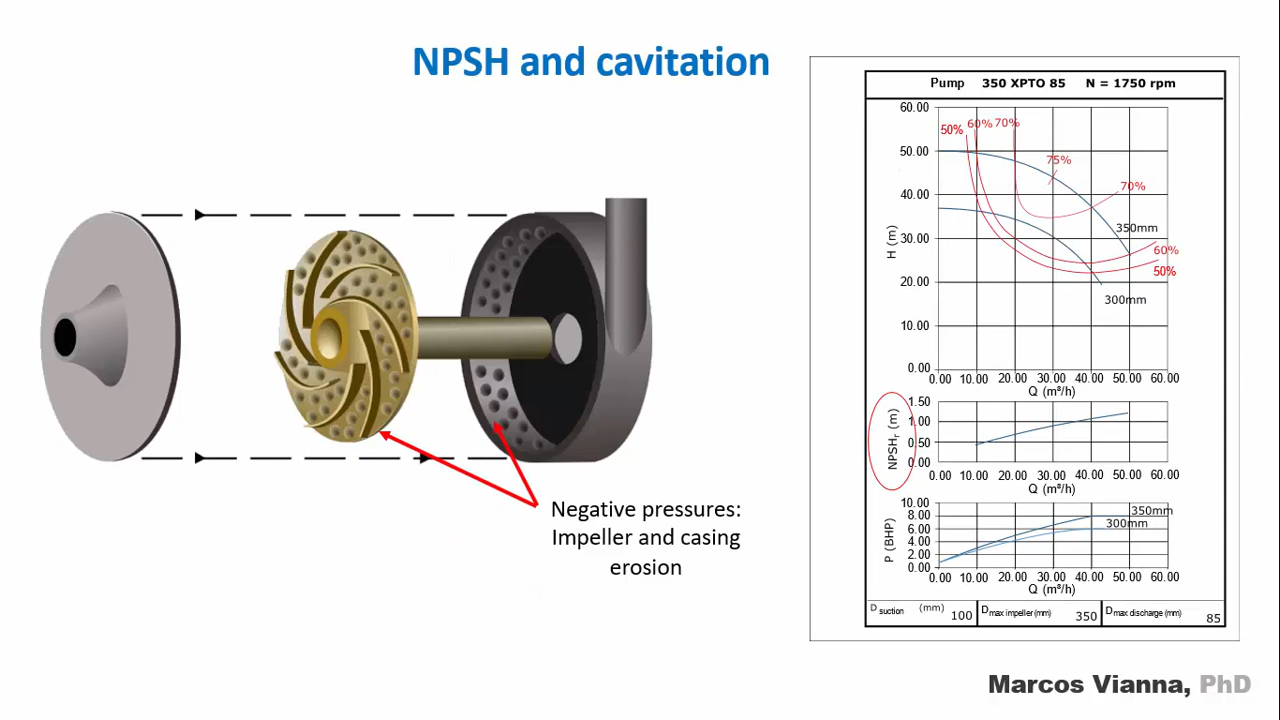 NPSH and cavitation
Negative pressures:
Impeller and casing
erosion
Pump 350 XPTO 85 N = 1750 rpm
60.00
50.00
40.00
30.00
20.00
10.00
0.00
H (m)
50% 60% 70%
75%
70%
350mm
60%
50%
300mm
0.00 10.00 20.00 30.00 40.00 50.00 60.00
Q (m³/h)
1.50
1.00
0.50
0.00
NPSHr (m)
0.00 10.00 20.00 30.00 40.00 50.00 60.00
Q (m³/h)
10.00
8.00
6.00
4.00
2.00
0.00
P (BHP)
350mm
300mm
0.00 10.00 20.00 30.00 40.00 50.00 60.00
Q (m³/h)
D suction (mm) 100
D max impeller (mm) 350
D max discharge (mm) 85
Marcos Vianna, PhD